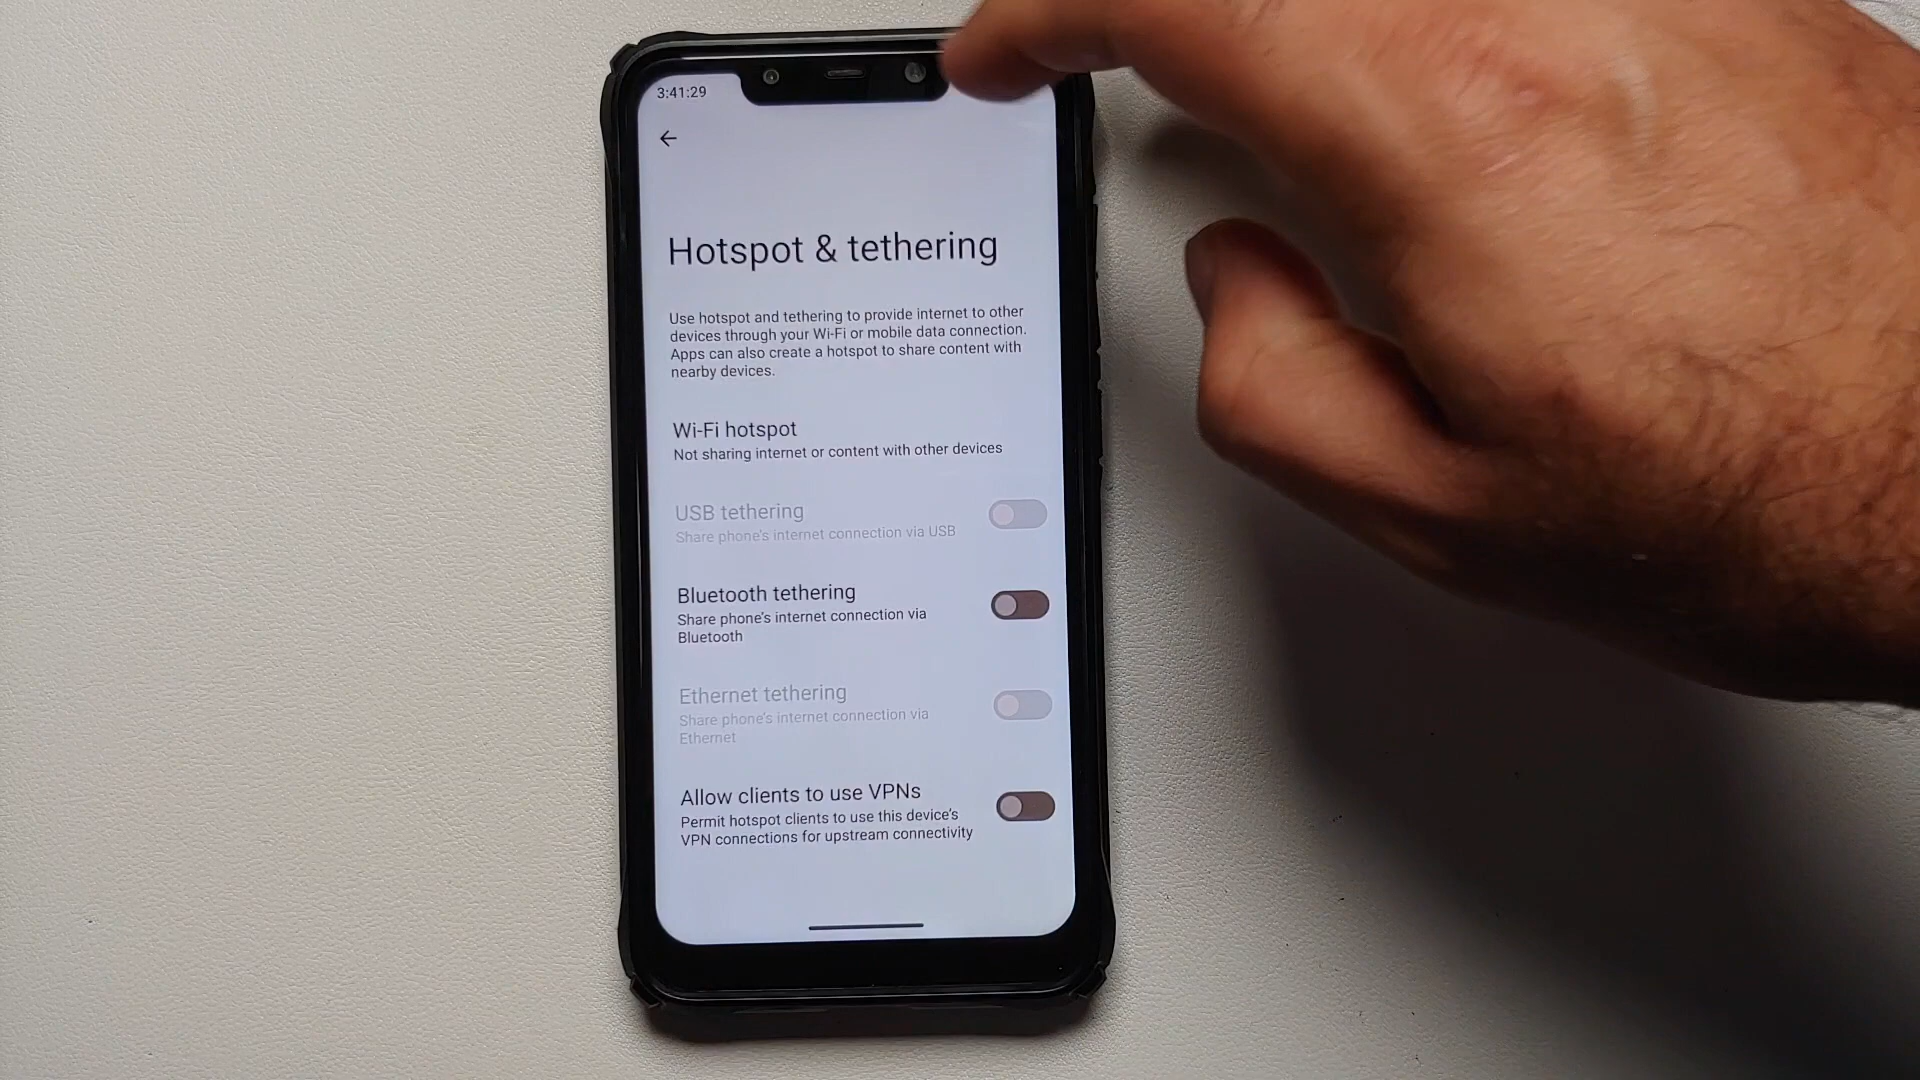 3:41:29
Hotspot & tethering
Use hotspot and tethering to provide internet to other
devices through your Wi-Fi or mobile data connection.
Apps can also create a hotspot to share content with
nearby devices.
Wi-Fi hotspot
Not sharing internet or content with other devices
USB tethering
Share phone's internet connection via USB
Bluetooth tethering
Share phone's internet connection via
Bluetooth
Ethernet tethering
Share phone's internet connection via
Ethernet
Allow clients to use VPNs
Permit hotspot clients to use this device's
VPN connections for upstream connectivity